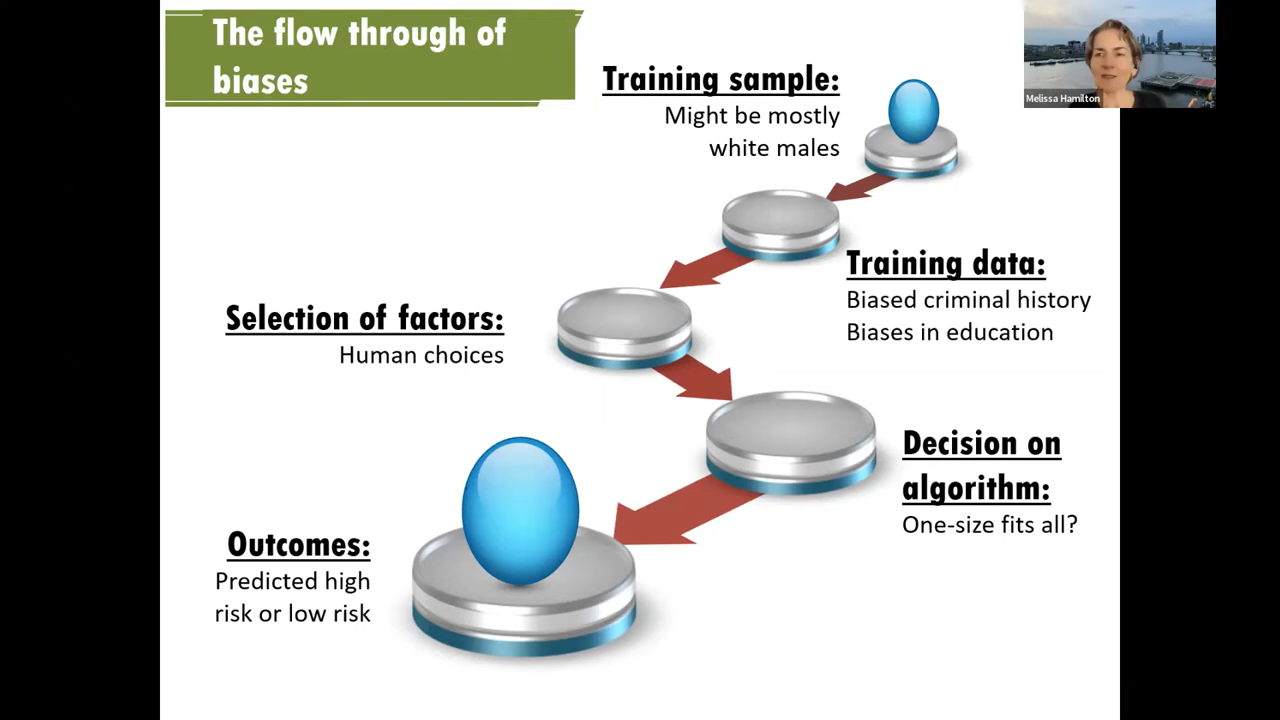 The flow through of
biases
Training sample:
Might be mostly
white males
Melissa Hamilton
Training data:
Biased criminal history
Biases in education
Selection of factors:
Human choices
Decision on
algorithm:
One-size fits all?
Outcomes:
Predicted high
risk or low risk